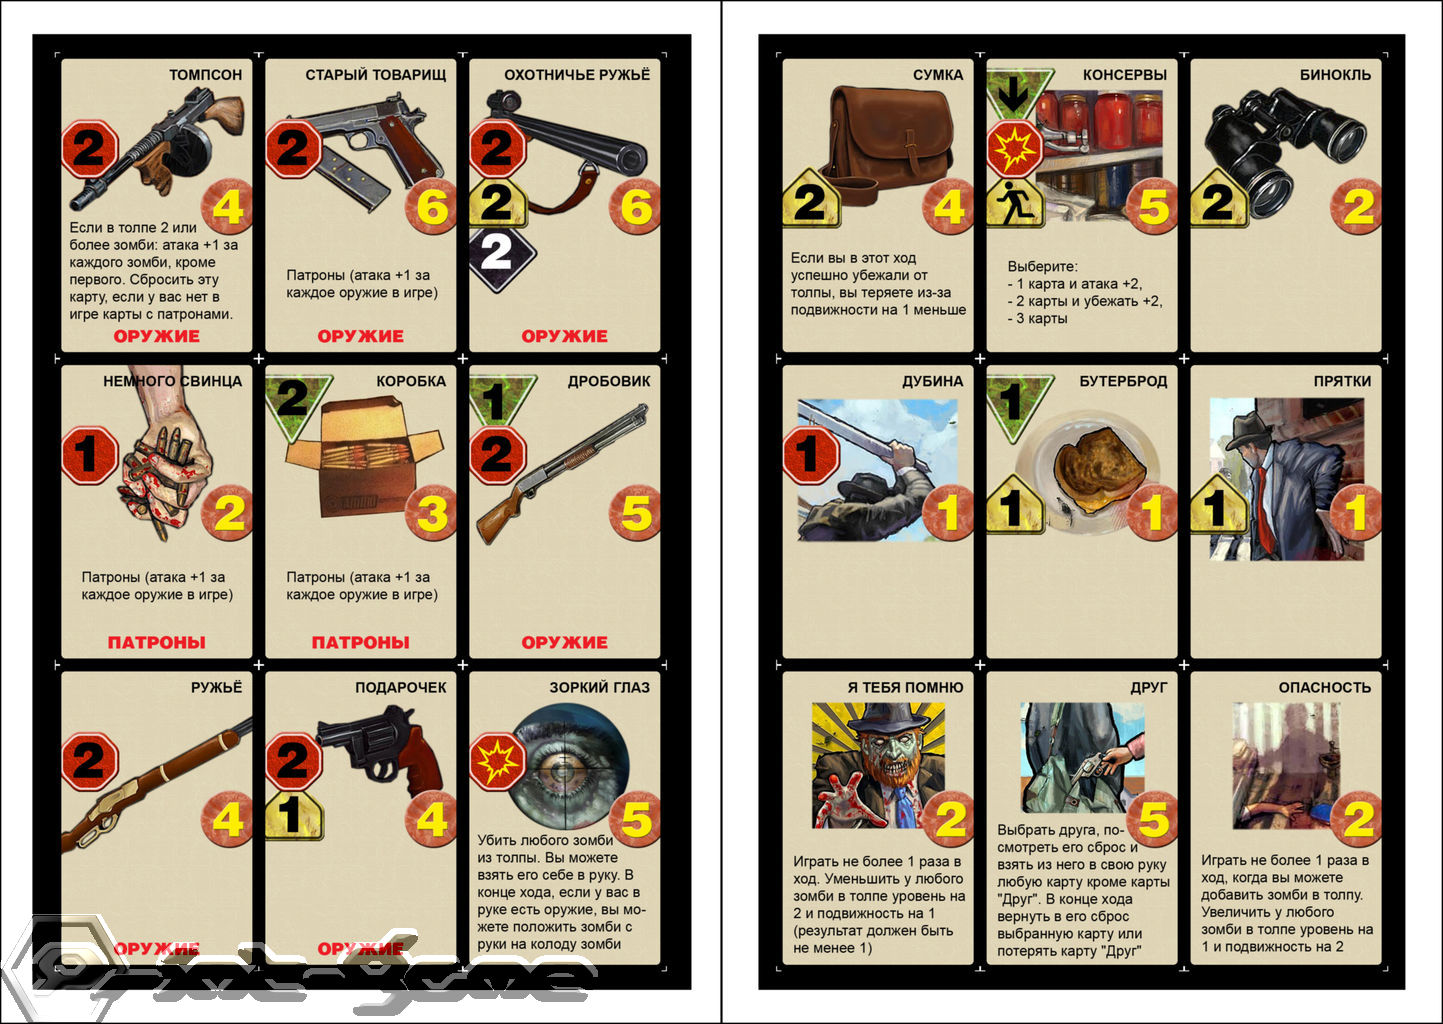 ТОМПСОН
2
4
Если в толпе 2 или
более зомби: атака +1 за
каждого зомби, кроме
первого. Сбросить эту
карту, если у вас нет в
игре карты с патронами.
ОРУЖИЕ
СТАРЫЙ ТОВАРИЩ
2
6
Патроны (атака +1 за
каждое оружие в игре)
ОРУЖИЕ
ОХОТНИЧЬЕ РУЖЬЁ
2
2
6
2
ОРУЖИЕ
НЕМНОГО СВИНЦА
1
2
Патроны (атака +1 за
каждое оружие в игре)
ПАТРОНЫ
КОРОБКА
2
3
Патроны (атака +1 за
каждое оружие в игре)
ПАТРОНЫ
ДРОБОВИК
1
2
5
ОРУЖИЕ
РУЖЬЁ
2
4
ОРУЖИЕ
ПОДАРОЧЕК
2
1
4
ОРУЖИЕ
ЗОРКИЙ ГЛАЗ
5
Убить любого зомби
из толпы. Вы можете
взять его себе в руку. В
конце хода, если у вас в
руке есть оружие, вы мо-
жете положить зомби с
руки на колоду зомби
СУМКА
2
4
Если вы в этот ход
успешно убежали от
толпы, вы теряете из-за
подвижности на 1 меньше
КОНСЕРВЫ
5
Выберите:
- 1 карта и атака +2,
- 2 карты и убежать +2,
- 3 карты
БИНОКЛЬ
2
2
ДУБИНА
1
1
БУТЕРБРОД
1
1
1
ПРЯТКИ
1
1
Я ТЕБЯ ПОМНЮ
2
Играть не более 1 раза в
ход. Уменьшить у любого
зомби в толпе уровень на
2 и подвижность на 1
(результат должен быть
не менее 1)
ДРУГ
5
Выбрать друга, по-
смотреть его сброс и
взять из него в свою руку
любую карту кроме карты
"Друг". В конце хода
вернуть в его сброс
выбранную карту или
потерять карту "Друг"
ОПАСНОСТЬ
2
Играть не более 1 раза в
ход, когда вы можете
добавить зомби в толпу.
Увеличить у любого
зомби в толпе уровень на
1 и подвижность на 2